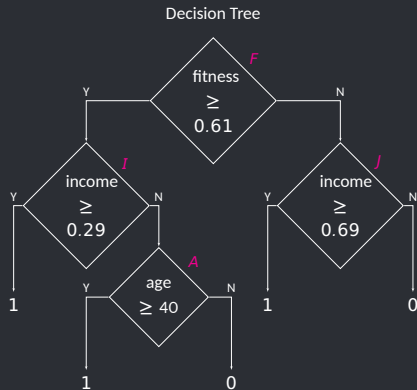 Decision Tree
F
fitness
≥
0.61
Y
N
I
income
≥
0.29
Y
N
J
income
≥
0.69
Y
N
A
age
≥ 40
Y
N
1
1
0
1
0